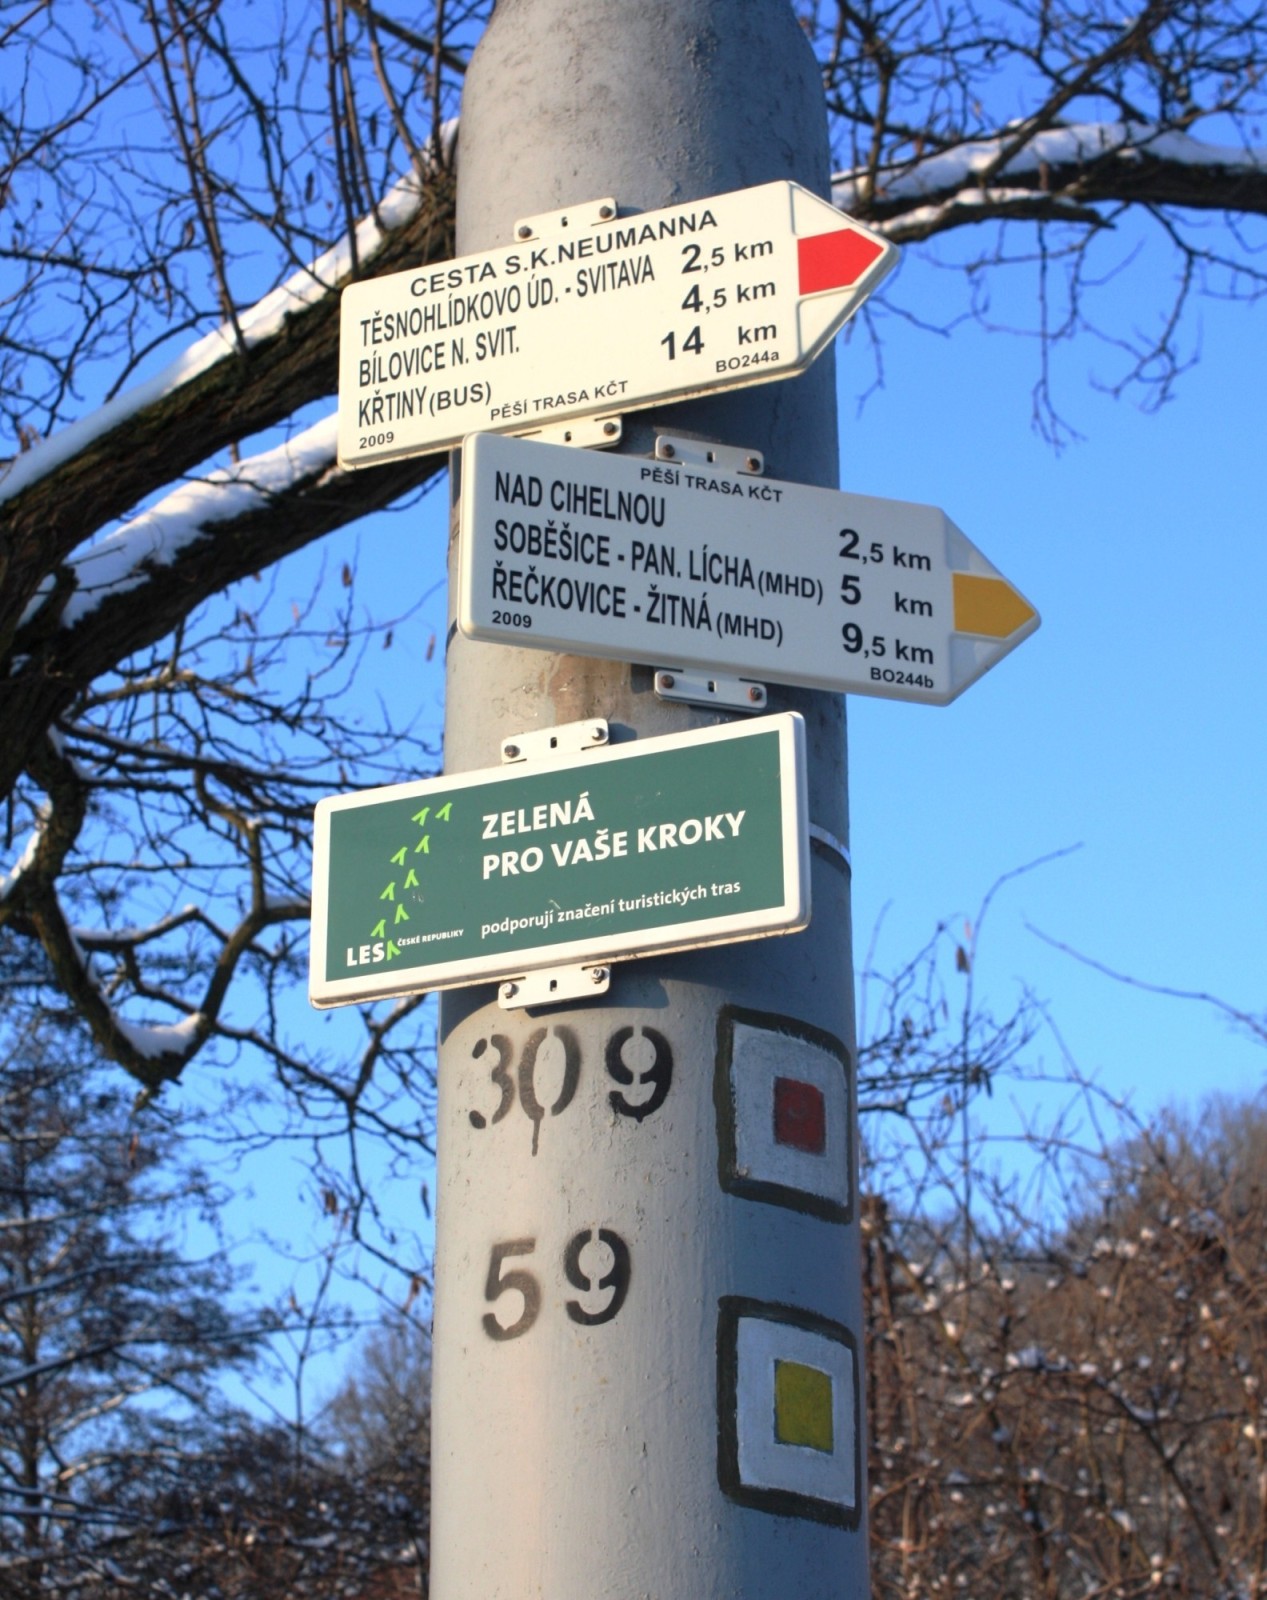 CESTA S.K.NEUMANNA
TĚSNOHLÍDKOVO ÚD. - SVITAVA 2,5 km
BÍLOVICE N. SVIT. 4,5 km
KŘTINY (BUS) 14 km
2009 PĚŠÍ TRASA KČT BO244a
PĚŠÍ TRASA KČT
NAD CIHELNOU 2,5 km
SOBĚŠICE - PAN. LÍCHA (MHD) 5 km
ŘEČKOVICE - ŽITNÁ (MHD) 9,5 km
2009 BO244b
ZELENÁ
PRO VAŠE KROKY
podporují značení turistických tras
LESY ČESKÉ REPUBLIKY
309
59